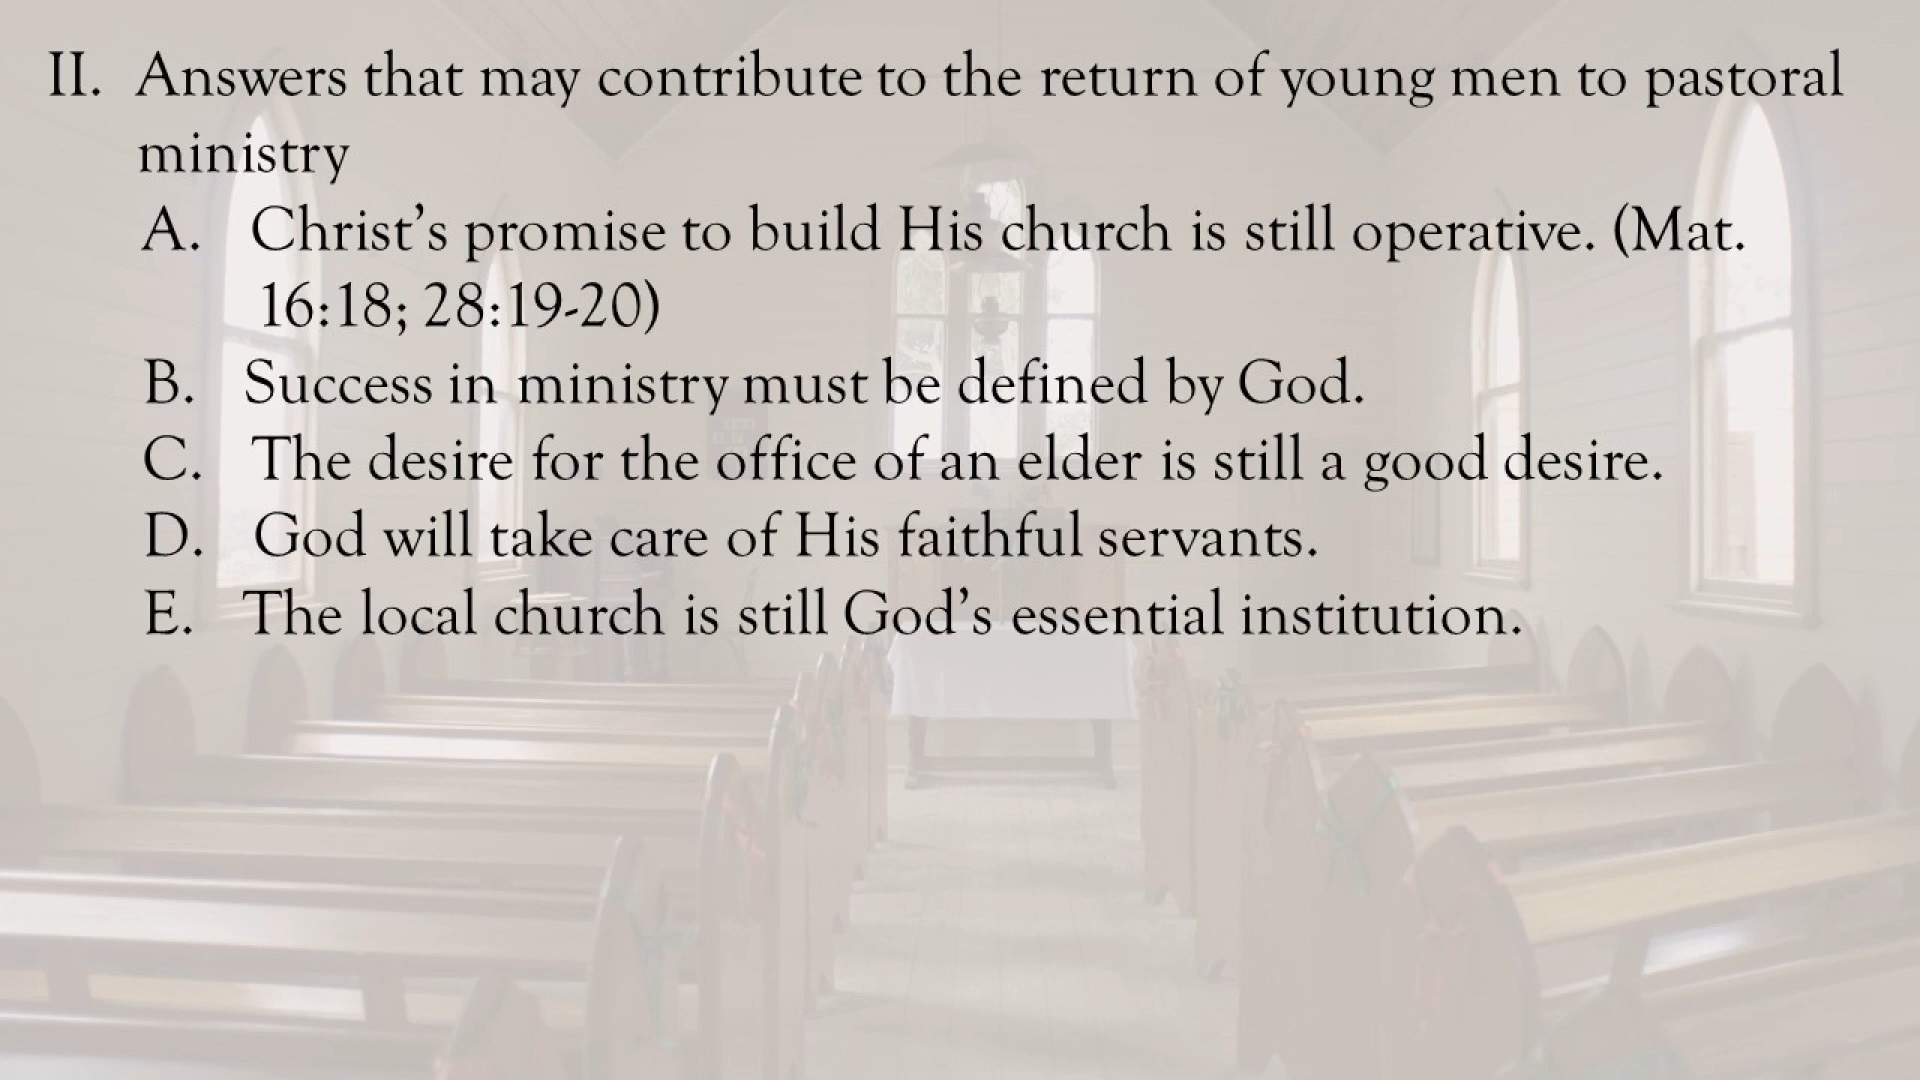 II. Answers that may contribute to the return of young men to pastoral
ministry
A. Christ’s promise to build His church is still operative. (Mat.
16:18; 28:19-20)
B. Success in ministry must be defined by God.
C. The desire for the office of an elder is still a good desire.
D. God will take care of His faithful servants.
E. The local church is still God’s essential institution.